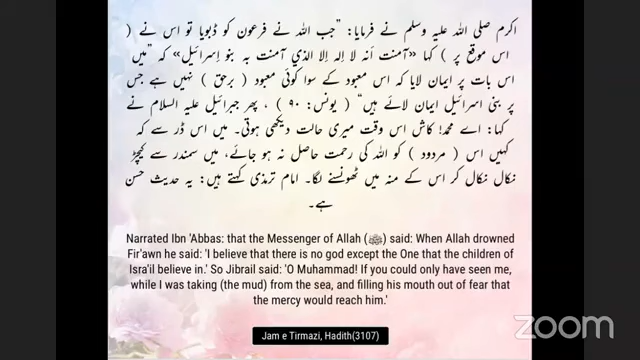 اکرم صلی اللہ علیہ وسلم نے فرمایا: ”جب اللہ نے فرعون کو ڈبویا تو اس نے (
اس موقع پر ) کہا «آمنت أنه لا إله إلا الذي آمنت به بنو إسرائيل» کہ ”میں
اس بات پر ایمان لایا کہ اس معبود کے سوا کوئی معبود ( برحق ) نہیں ہے جس
پر بنی اسرائیل ایمان لائے ہیں“ ( یونس: ۹۰ ) ، پھر جبرائیل علیہ السلام نے
کہا: اے محمد! کاش اس وقت میری حالت دیکھی ہوتی۔ میں اس ڈر سے کہ
کہیں اس ( مردود ) کو اللہ کی رحمت حاصل نہ ہو جائے، میں سمندر سے کیچڑ
نکال نکال کر اس کے منہ میں ٹھونسنے لگا۔ امام ترمذی کہتے ہیں: یہ حدیث حسن
ہے۔
Narrated Ibn 'Abbas: that the Messenger of Allah (ﷺ) said: When Allah drowned
Fir'awn he said: 'I believe that there is no god except the One that the children of
Isra'il believe in.' So Jibrail said: 'O Muhammad! If you could only have seen me,
while I was taking (the mud) from the sea, and filling his mouth out of fear that
the mercy would reach him.'
Jam e Tirmazi, Hadith(3107)
zoom